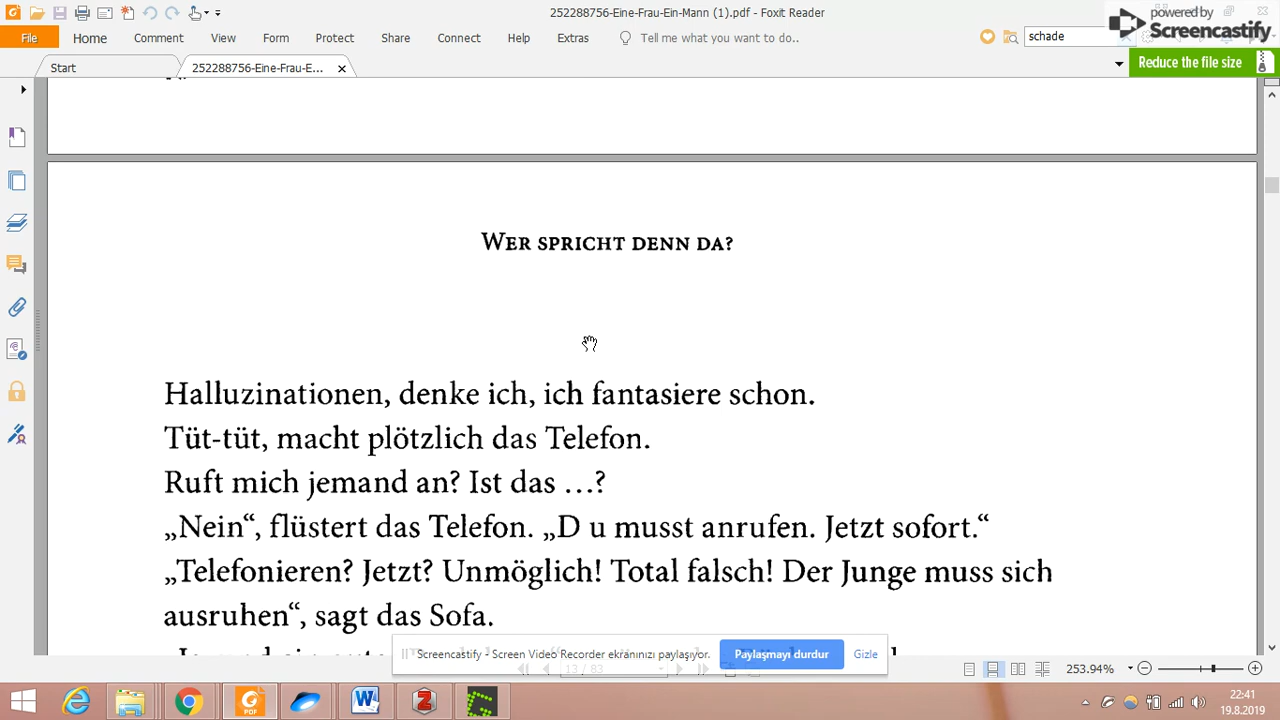 252288756-Eine-Frau-Ein-Mann (1).pdf - Foxit Reader
powered by
Screencastify
File
Home
Comment
View
Form
Protect
Share
Connect
Help
Extras
Tell me what you want to do..
schade
Start
252288756-Eine-Frau-E...
Reduce the file size
WER SPRICHT DENN DA?
Halluzinationen, denke ich, ich fantasiere schon.
Tüt-tüt, macht plötzlich das Telefon.
Ruft mich jemand an? Ist das …?
„Nein“, flüstert das Telefon. „D u musst anrufen. Jetzt sofort.“
„Telefonieren? Jetzt? Unmöglich! Total falsch! Der Junge muss sich
ausruhen“, sagt das Sofa.
Screencastify - Screen Video Recorder ekranınızı paylaşıyor.
Paylaşmayı durdur
Gizle
13 / 83
253.94%
PDF
22:41
19.8.2019